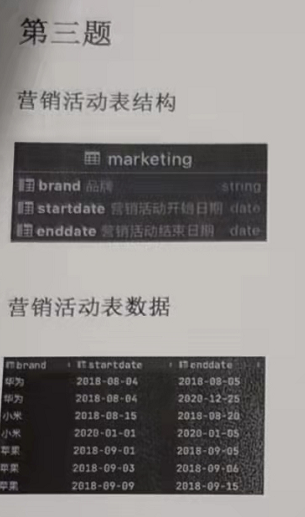 第三题
营销活动表结构
marketing
brand 品牌 string
startdate 营销活动开始日期 date
enddate 营销活动结束日期 date
营销活动表数据
brand startdate enddate
华为 2018-08-04 2018-08-05
华为 2018-08-04 2020-12-25
小米 2018-08-15 2018-08-20
小米 2020-01-01 2020-01-05
苹果 2018-09-01 2018-09-05
苹果 2018-09-03 2018-09-06
苹果 2018-09-09 2018-09-15